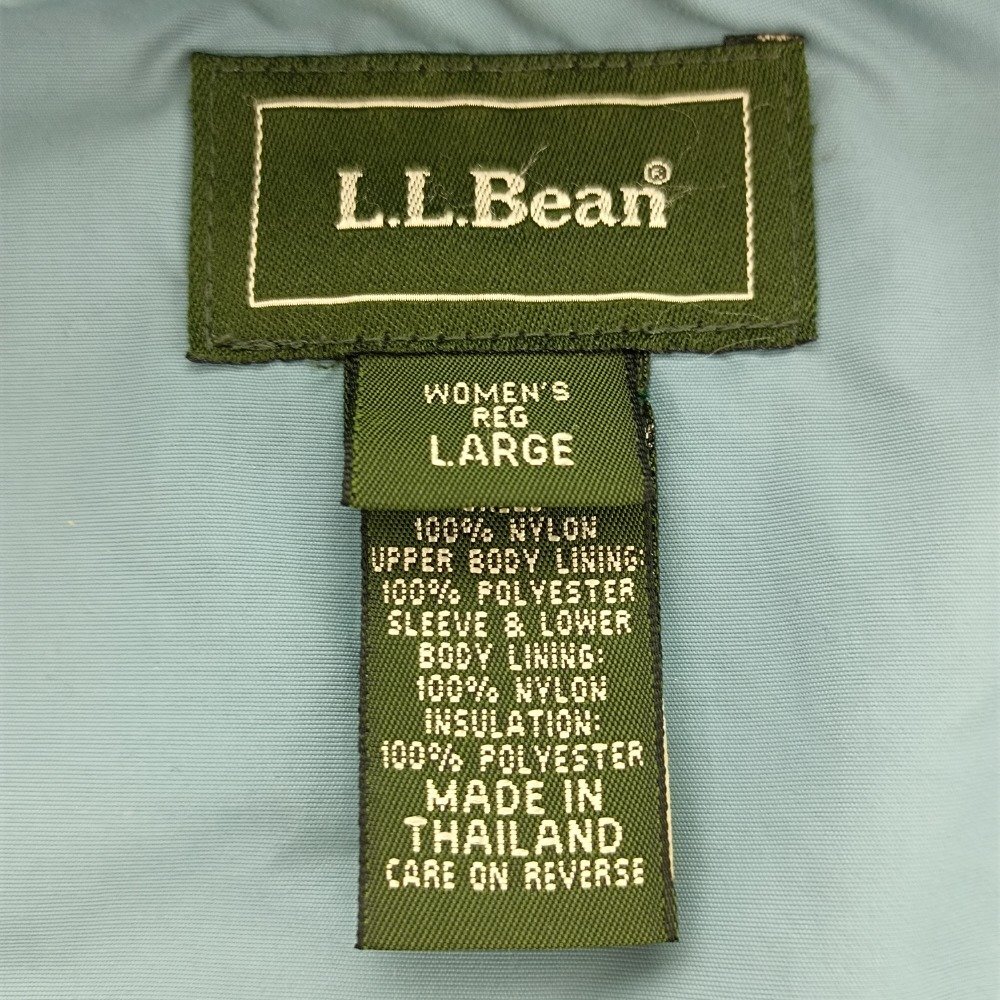 L.L.Bean®
WOMEN'S
REG
LARGE
100% NYLON
UPPER BODY LINING:
100% POLYESTER
SLEEVE & LOWER
BODY LINING:
100% NYLON
INSULATION:
100% POLYESTER
MADE IN
THAILAND
CARE ON REVERSE